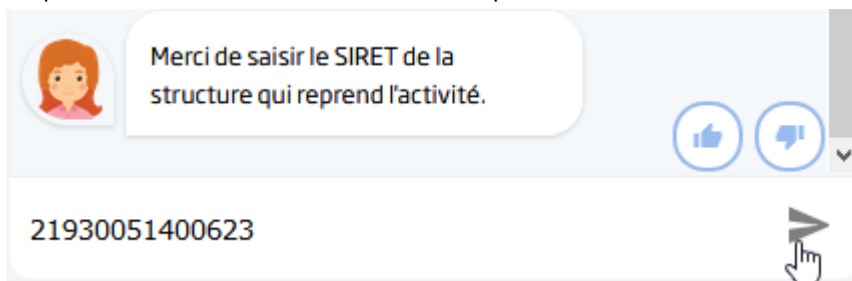 Merci de saisir le SIRET de la
structure qui reprend l'activité.
21930051400623